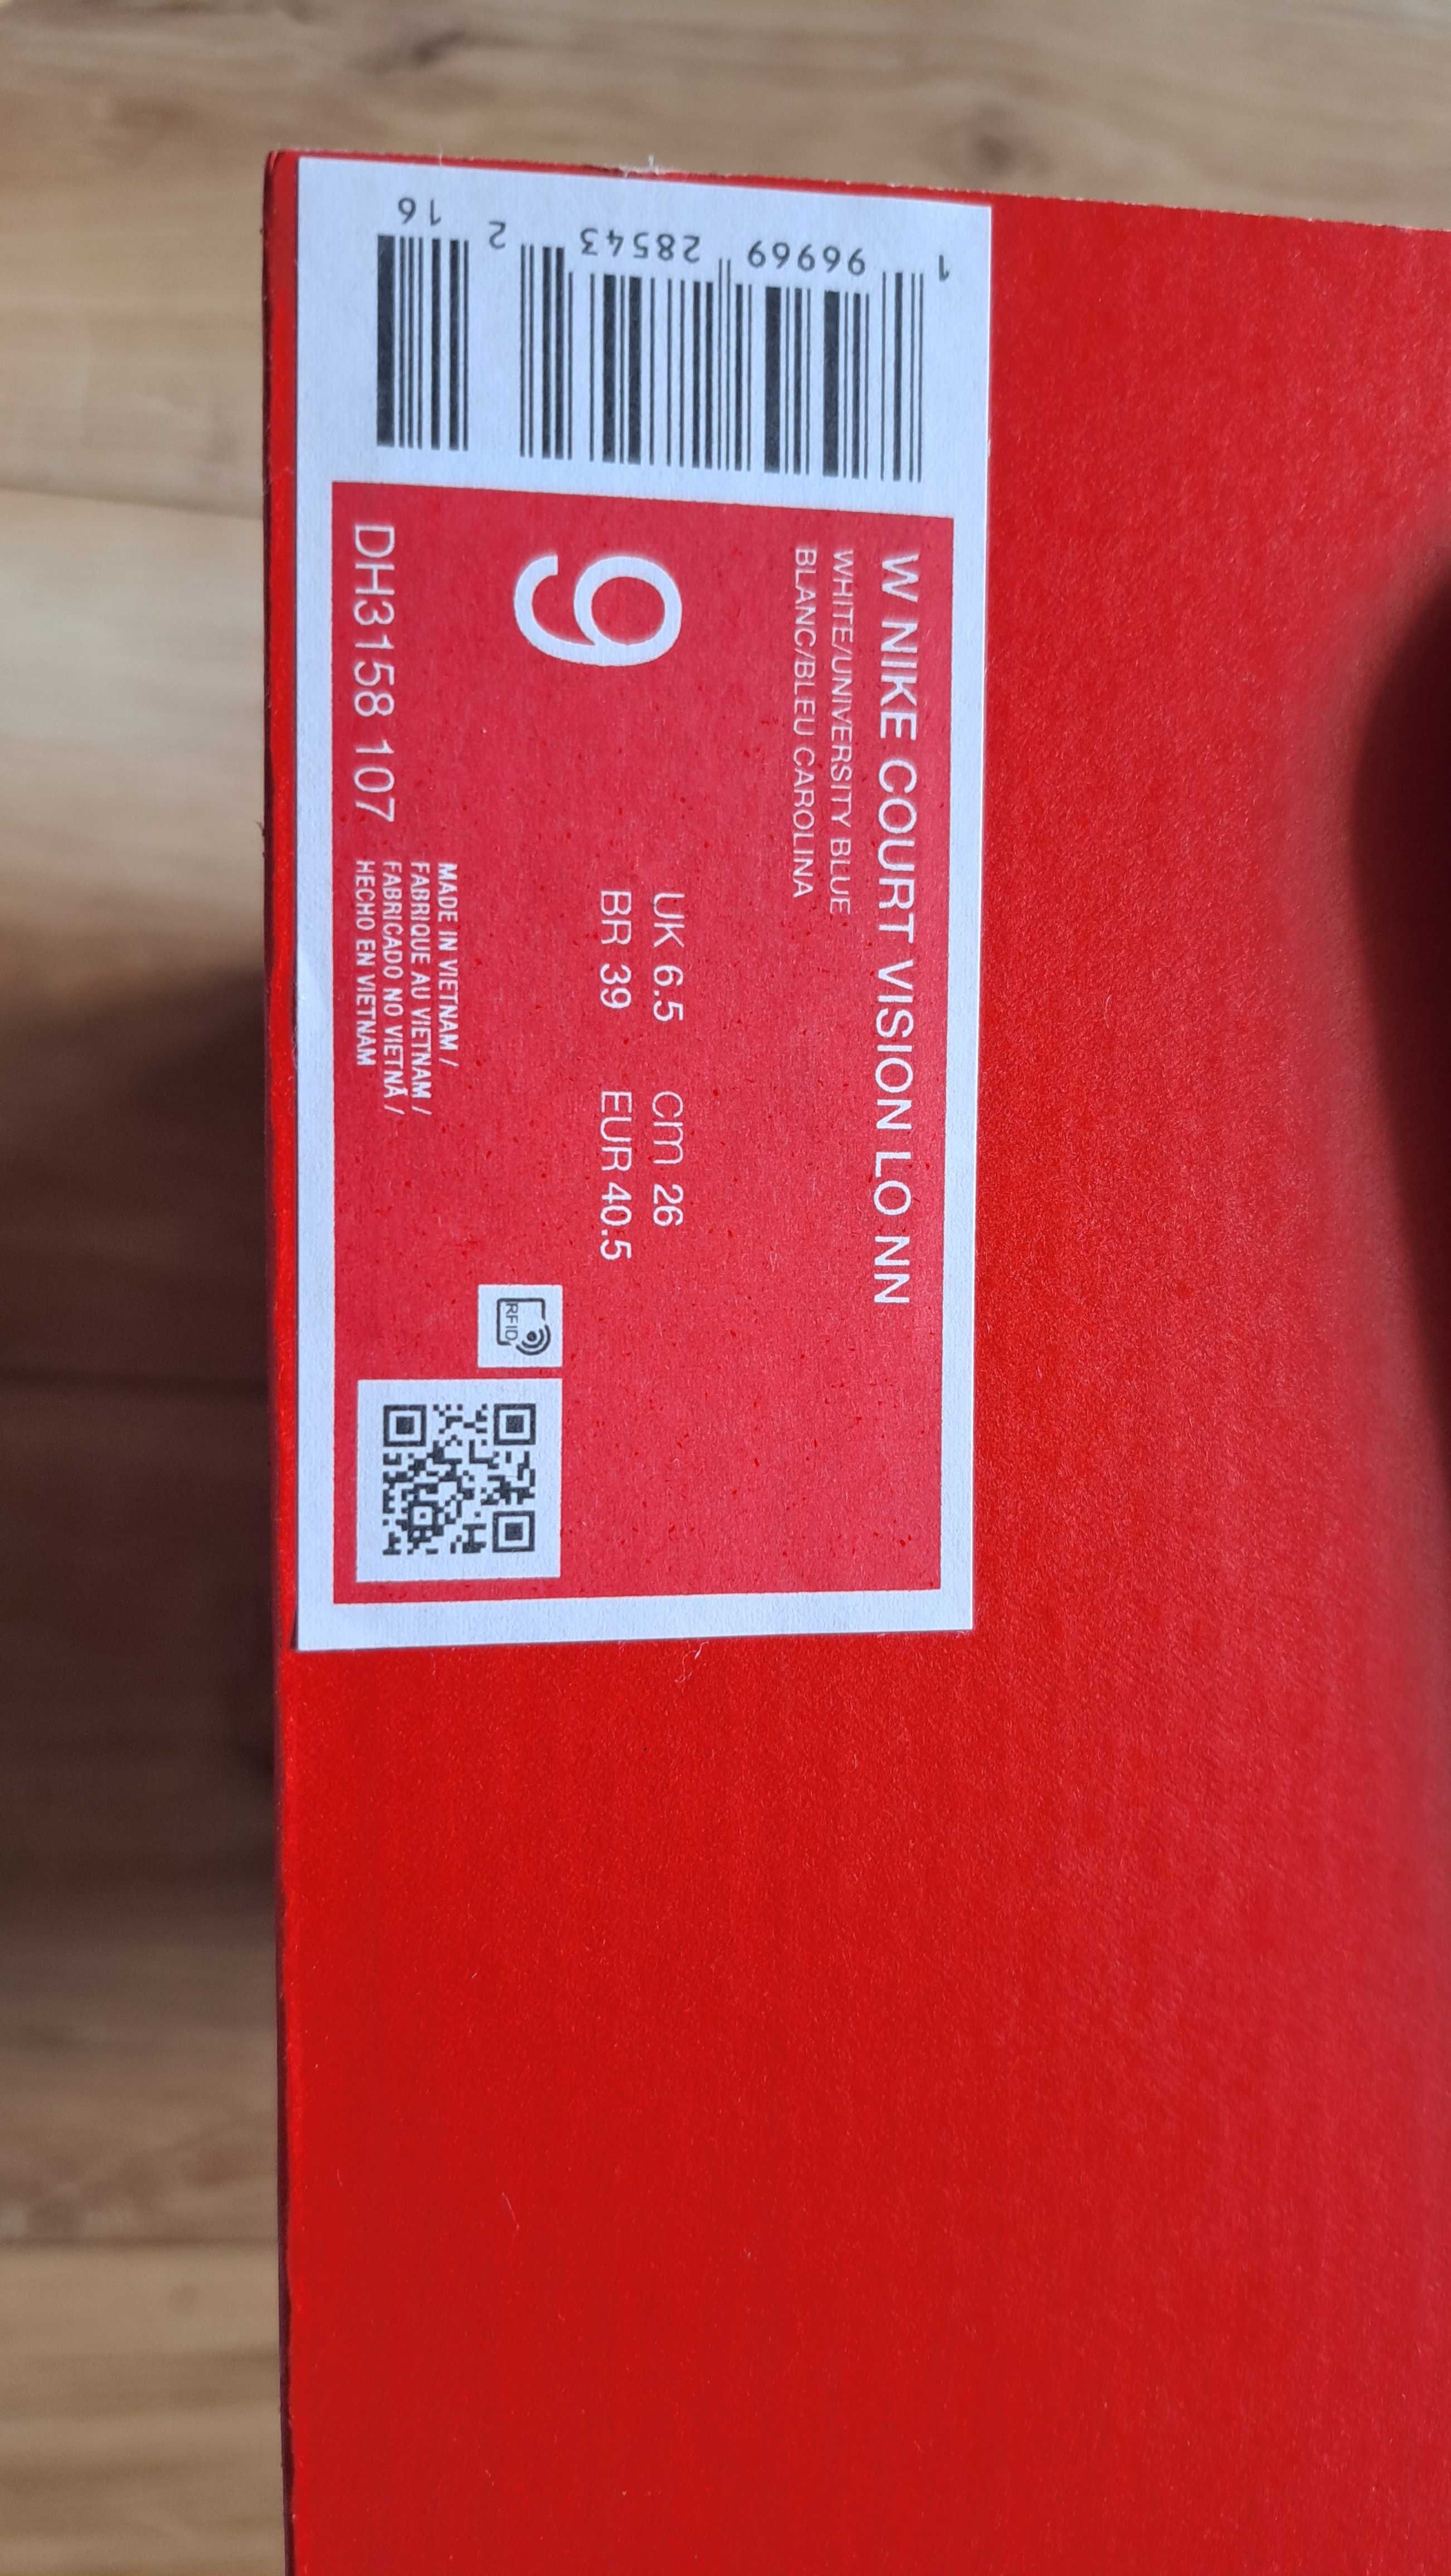 W NIKE COURT VISION LO NN
WHITE/UNIVERSITY BLUE
BLANC/BLEU CAROLINA
9
UK 6.5 cm 26
BR 39 EUR 40.5
DH3158 107
MADE IN VIETNAM /
FABRIQUE AU VIETNAM /
FABRICADO NO VIETNÃ /
HECHO EN VIETNAM
RFID
1 96969 28543 2 16